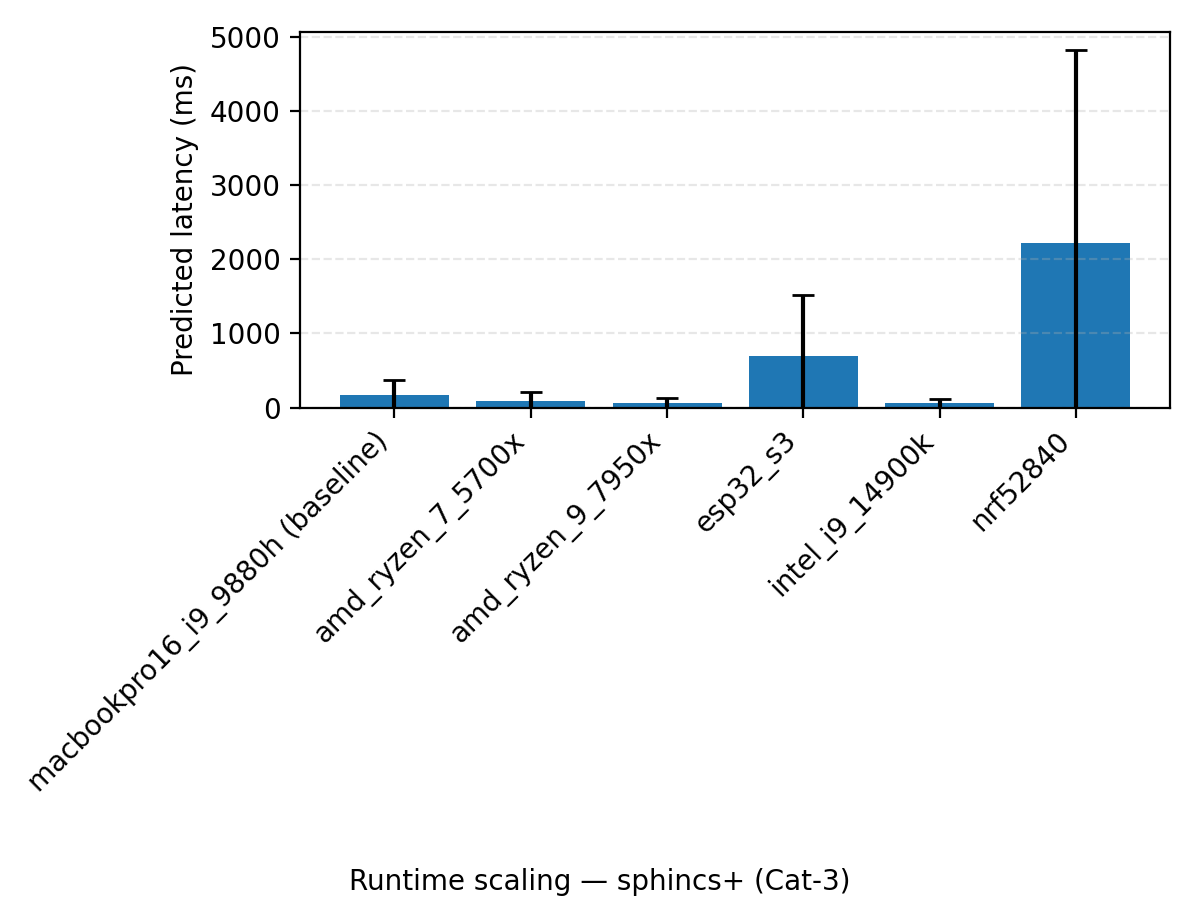 5000
4000
3000
2000
1000
0
Predicted latency (ms)
macbookpro16_i9_9880h (baseline)
amd_ryzen_7_5700x
amd_ryzen_9_7950x
esp32_s3
intel_i9_14900k
nrf52840
Runtime scaling — sphincs+ (Cat-3)